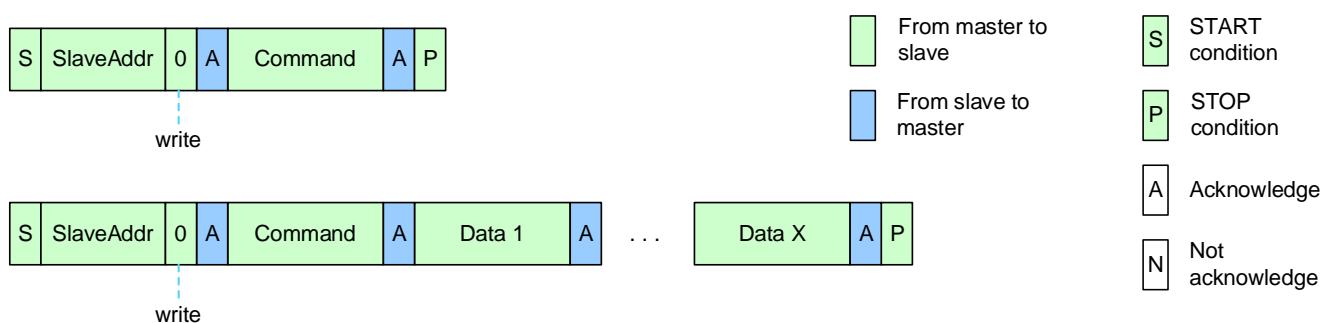 S SlaveAddr 0 A Command A P
write
S SlaveAddr 0 A Command A Data 1 A . . . Data X A P
write
From master to
slave
From slave to
master
S START
condition
P STOP
condition
A Acknowledge
N Not
acknowledge